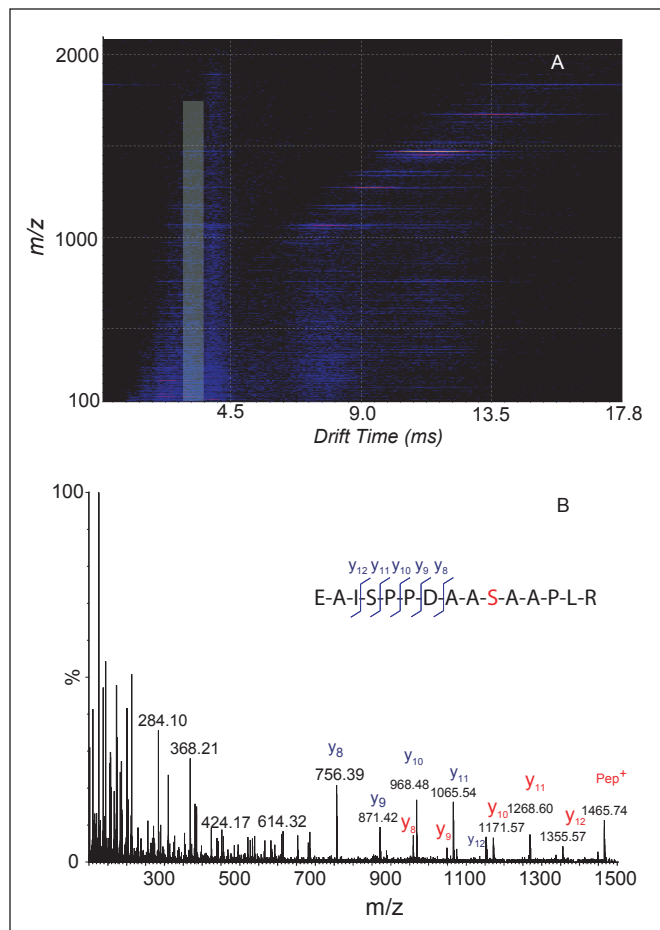 A
2000
m/z
1000
100
4.5 9.0 13.5 17.8
Drift Time (ms)
B
100
%
0
y12 y11 y10 y9 y8
E-A-I-S-P-P-D-A-A-S-A-A-P-L-R
284.10
368.21
424.17
614.32
y8
756.39
y9
871.42
y10
968.48
y8
y9
y11
1065.54
y12
y10
1171.57
y11
1268.60
y12
1355.57
Pep+
1465.74
300 500 700 900 1100 1300 1500
m/z